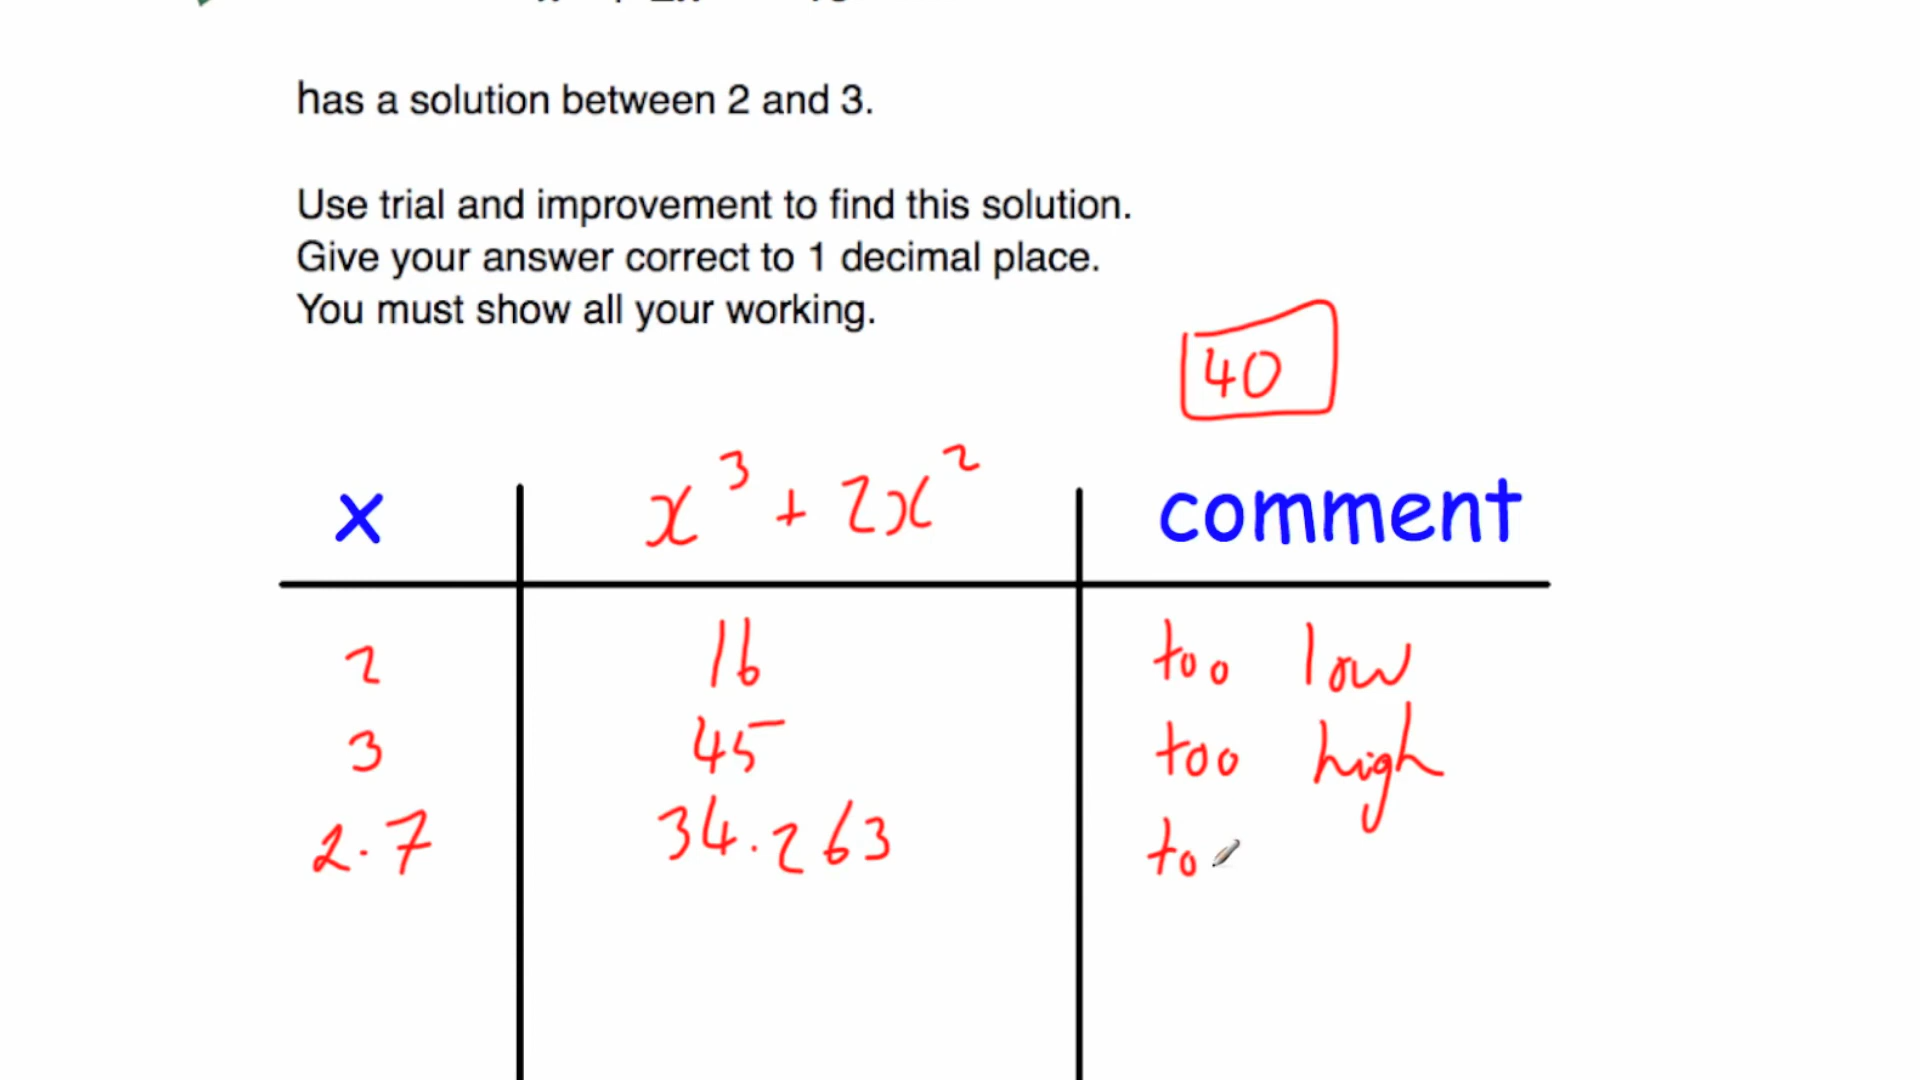 has a solution between 2 and 3.
Use trial and improvement to find this solution.
Give your answer correct to 1 decimal place.
You must show all your working.
40
x x³ + 2x² comment
2 16 too low
3 45 too high
2.7 34.263 to